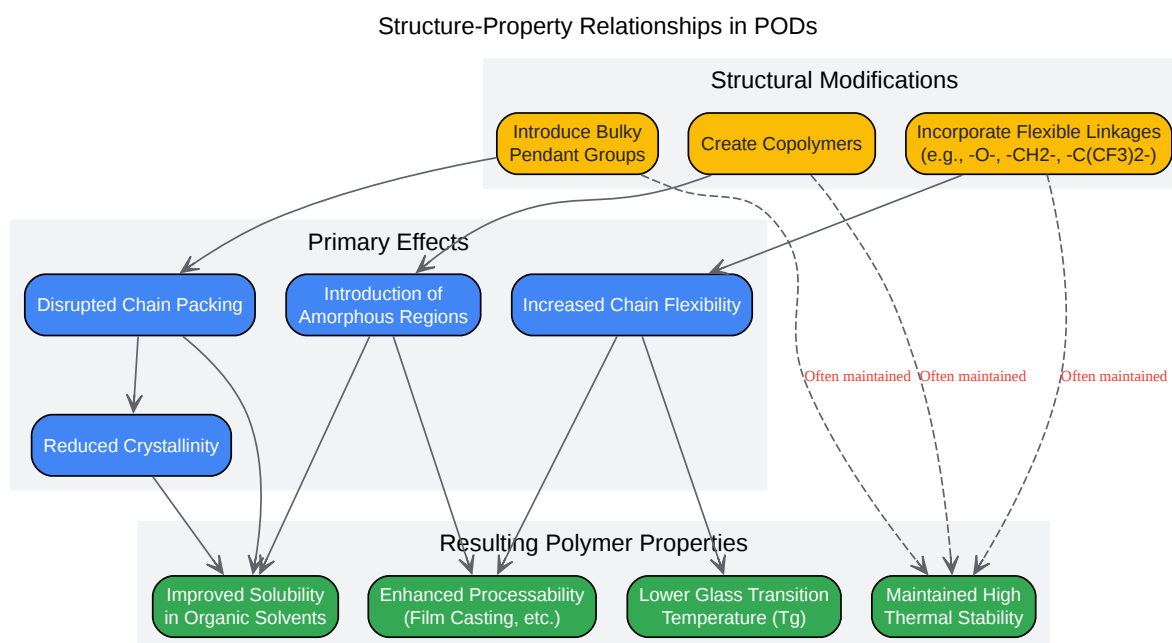 Structure-Property Relationships in PODs
Structural Modifications
Introduce Bulky
Pendant Groups
Create Copolymers
Incorporate Flexible Linkages
(e.g., -O-, -CH2-, -C(CF3)2-)
Primary Effects
Disrupted Chain Packing
Introduction of
Amorphous Regions
Increased Chain Flexibility
Often maintained
Often maintained
Often maintained
Reduced Crystallinity
Resulting Polymer Properties
Improved Solubility
in Organic Solvents
Enhanced Processability
(Film Casting, etc.)
Lower Glass Transition
Temperature (Tg)
Maintained High
Thermal Stability